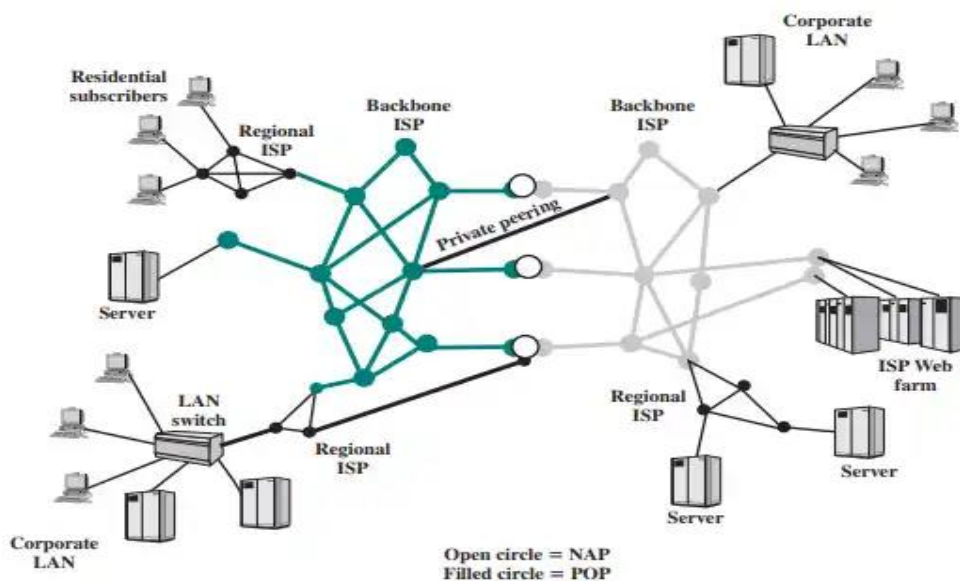 Corporate
LAN
Residential
subscribers
Regional
ISP
Backbone
ISP
Backbone
ISP
Private peering
Server
LAN
switch
Regional
ISP
Corporate
LAN
ISP Web
farm
Regional
ISP
Server
Server
Open circle = NAP
Filled circle = POP